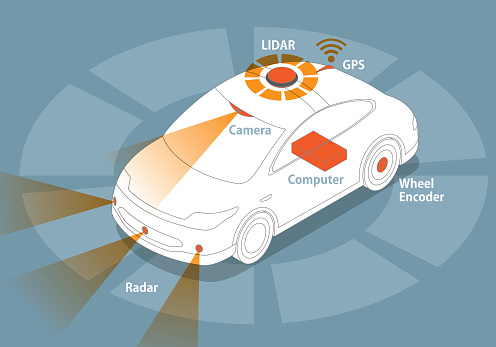 LIDAR
GPS
Camera
Computer
Wheel
Encoder
Radar